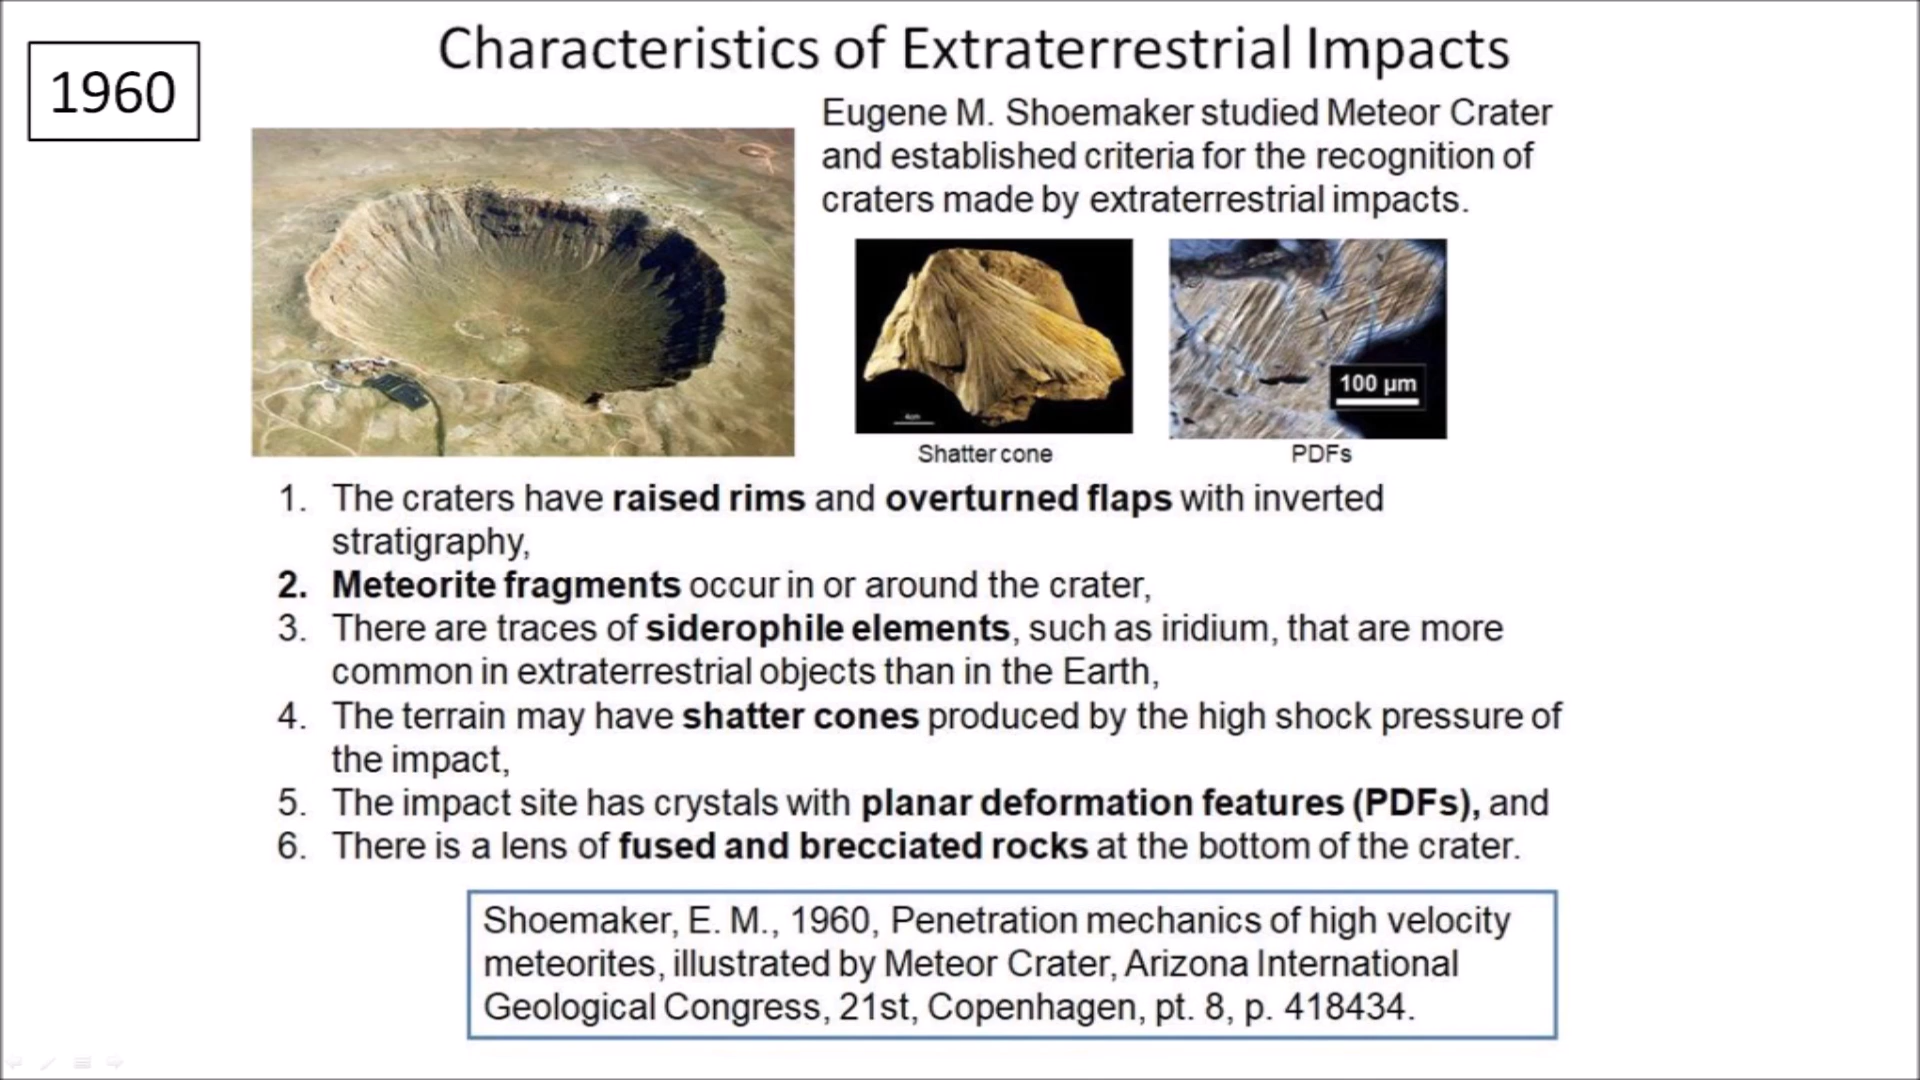 1960
Characteristics of Extraterrestrial Impacts
Eugene M. Shoemaker studied Meteor Crater
and established criteria for the recognition of
craters made by extraterrestrial impacts.
100 µm
Shatter cone
PDFs
1. The craters have raised rims and overturned flaps with inverted
stratigraphy,
2. Meteorite fragments occur in or around the crater,
3. There are traces of siderophile elements, such as iridium, that are more
common in extraterrestrial objects than in the Earth,
4. The terrain may have shatter cones produced by the high shock pressure of
the impact,
5. The impact site has crystals with planar deformation features (PDFs), and
6. There is a lens of fused and brecciated rocks at the bottom of the crater.
Shoemaker, E. M., 1960, Penetration mechanics of high velocity
meteorites, illustrated by Meteor Crater, Arizona International
Geological Congress, 21st, Copenhagen, pt. 8, p. 418434.